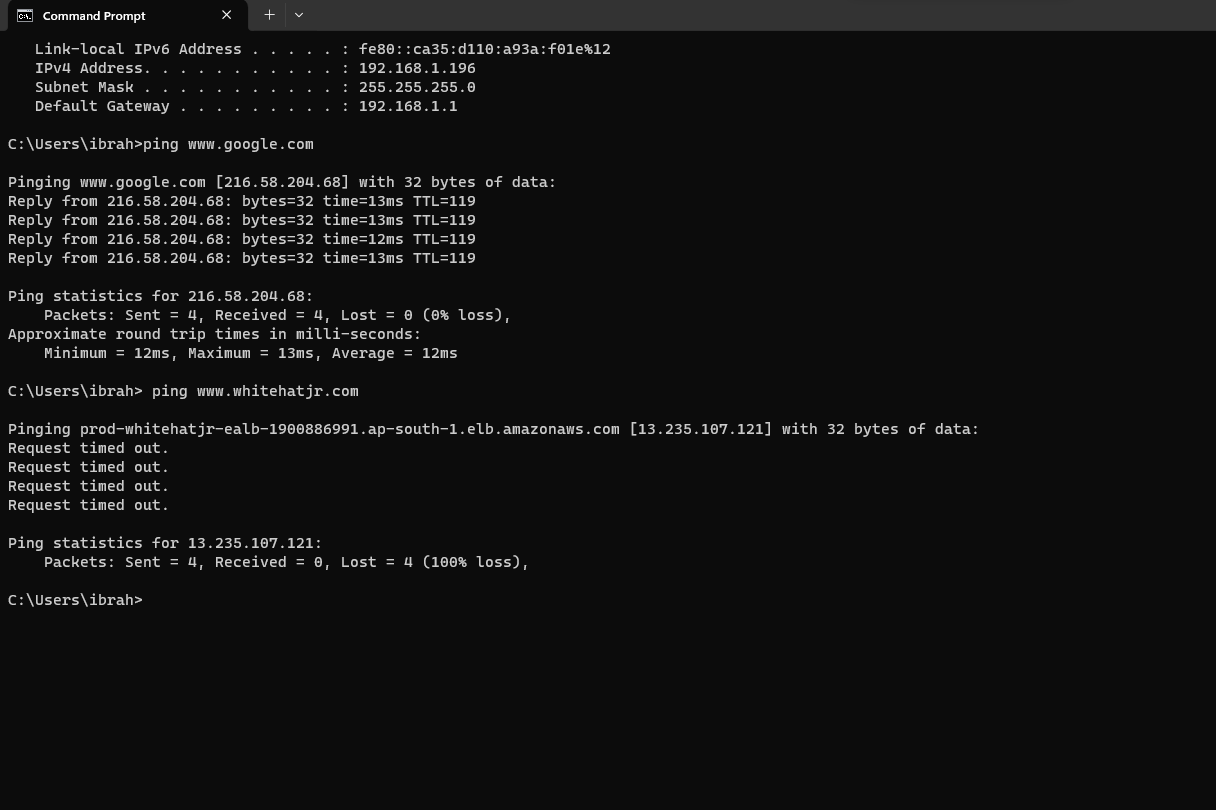 Command Prompt
Link-local IPv6 Address . . . . . : fe80::ca35:d110:a93a:f01e%12
IPv4 Address. . . . . . . . . . . : 192.168.1.196
Subnet Mask . . . . . . . . . . . : 255.255.255.0
Default Gateway . . . . . . . . . : 192.168.1.1
C:\Users\ibrah>ping www.google.com
Pinging www.google.com [216.58.204.68] with 32 bytes of data:
Reply from 216.58.204.68: bytes=32 time=13ms TTL=119
Reply from 216.58.204.68: bytes=32 time=13ms TTL=119
Reply from 216.58.204.68: bytes=32 time=12ms TTL=119
Reply from 216.58.204.68: bytes=32 time=13ms TTL=119
Ping statistics for 216.58.204.68:
Packets: Sent = 4, Received = 4, Lost = 0 (0% loss),
Approximate round trip times in milli-seconds:
Minimum = 12ms, Maximum = 13ms, Average = 12ms
C:\Users\ibrah> ping www.whitehatjr.com
Pinging prod-whitehatjr-ealb-1900886991.ap-south-1.elb.amazonaws.com [13.235.107.121] with 32 bytes of data:
Request timed out.
Request timed out.
Request timed out.
Request timed out.
Ping statistics for 13.235.107.121:
Packets: Sent = 4, Received = 0, Lost = 4 (100% loss),
C:\Users\ibrah>